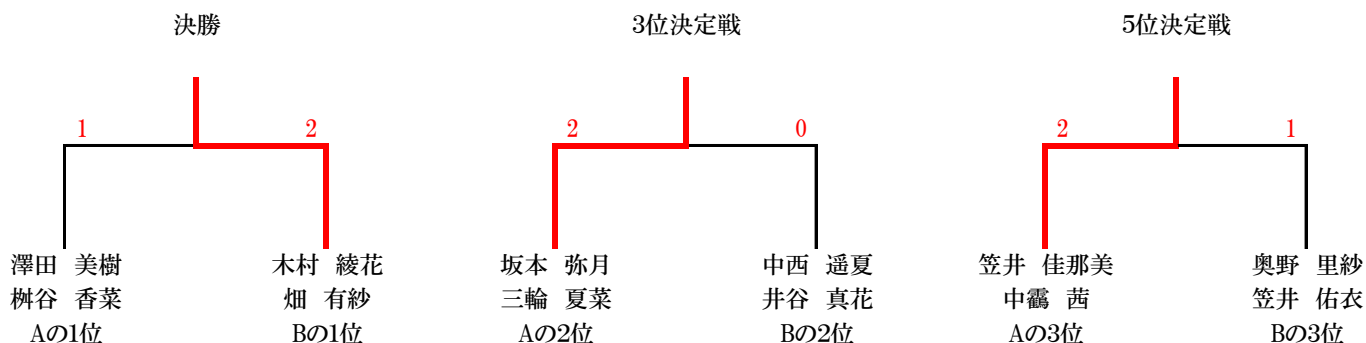 決勝
3位決定戦
5位決定戦
1 2
2 0
2 1
澤田 美樹
桝谷 香菜
Aの1位
木村 綾花
畑 有紗
Bの1位
坂本 弥月
三輪 夏菜
Aの2位
中西 遥夏
井谷 真花
Bの2位
笠井 佳那美
中靍 茜
Aの3位
奥野 里紗
笠井 佑衣
Bの3位